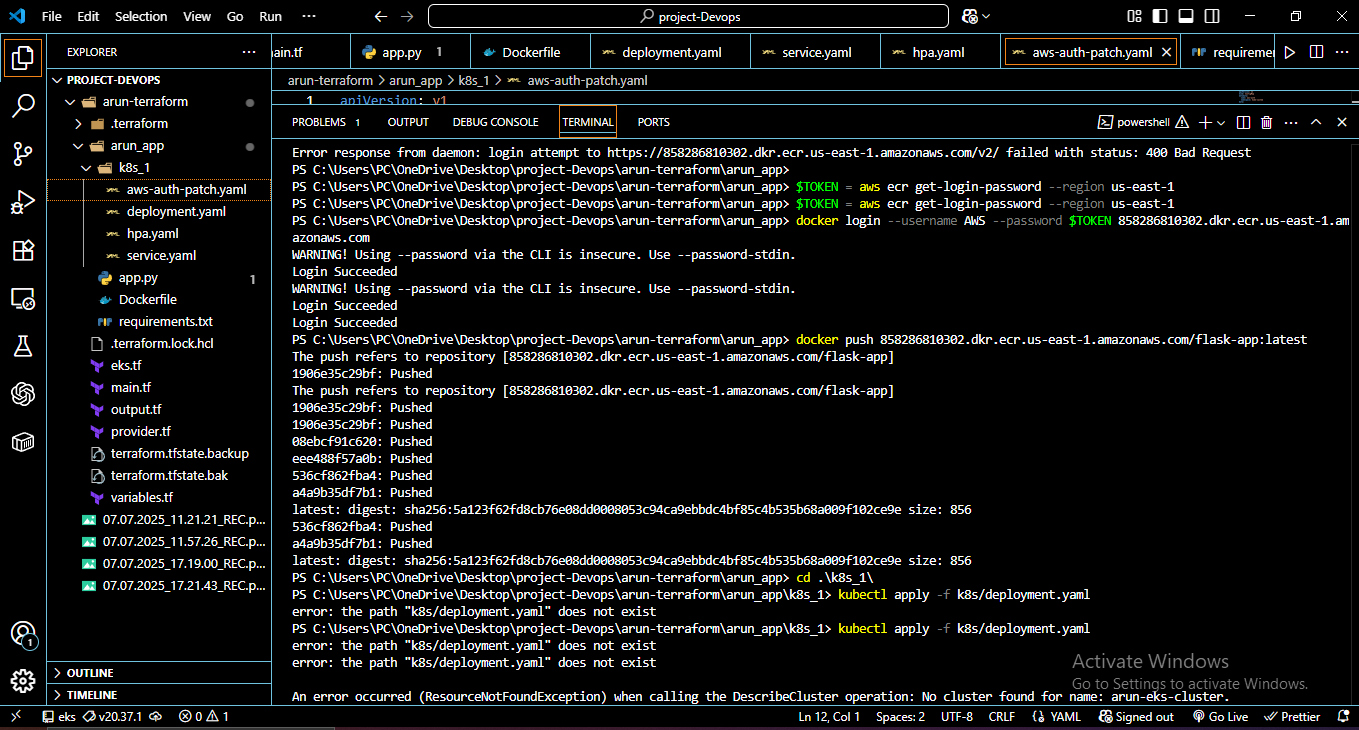 File Edit Selection View Go Run ···
project-Devops
EXPLORER
PROJECT-DEVOPS
arun-terraform
.terraform
arun_app
k8s_1
aws-auth-patch.yaml
deployment.yaml
hpa.yaml
service.yaml
app.py 1
Dockerfile
requirements.txt
.terraform.lock.hcl
eks.tf
main.tf
output.tf
provider.tf
terraform.tfstate.backup
terraform.tfstate.bak
variables.tf
07.07.2025_11.21.21_REC.p...
07.07.2025_11.57.26_REC.p...
07.07.2025_17.19.00_REC.p...
07.07.2025_17.21.43_REC.p...
OUTLINE
TIMELINE
1
ain.tf app.py 1 Dockerfile deployment.yaml service.yaml hpa.yaml aws-auth-patch.yaml requiremen
arun-terraform > arun_app > k8s_1 > aws-auth-patch.yaml
1 apiVersion: v1
PROBLEMS 1 OUTPUT DEBUG CONSOLE TERMINAL PORTS
powershell
Error response from daemon: login attempt to https://858286810302.dkr.ecr.us-east-1.amazonaws.com/v2/ failed with status: 400 Bad Request
PS C:\Users\PC\OneDrive\Desktop\project-Devops\arun-terraform\arun_app>
PS C:\Users\PC\OneDrive\Desktop\project-Devops\arun-terraform\arun_app> $TOKEN = aws ecr get-login-password --region us-east-1
PS C:\Users\PC\OneDrive\Desktop\project-Devops\arun-terraform\arun_app> $TOKEN = aws ecr get-login-password --region us-east-1
PS C:\Users\PC\OneDrive\Desktop\project-Devops\arun-terraform\arun_app> docker login --username AWS --password $TOKEN 858286810302.dkr.ecr.us-east-1.am
azonaws.com
WARNING! Using --password via the CLI is insecure. Use --password-stdin.
Login Succeeded
WARNING! Using --password via the CLI is insecure. Use --password-stdin.
Login Succeeded
Login Succeeded
PS C:\Users\PC\OneDrive\Desktop\project-Devops\arun-terraform\arun_app> docker push 858286810302.dkr.ecr.us-east-1.amazonaws.com/flask-app:latest
The push refers to repository [858286810302.dkr.ecr.us-east-1.amazonaws.com/flask-app]
1906e35c29bf: Pushed
The push refers to repository [858286810302.dkr.ecr.us-east-1.amazonaws.com/flask-app]
1906e35c29bf: Pushed
1906e35c29bf: Pushed
08ebcf91c620: Pushed
eee488f57a0b: Pushed
536cf862fba4: Pushed
a4a9b35df7b1: Pushed
latest: digest: sha256:5a123f62fd8cb76e08dd0008053c94ca9ebbdc4bf85c4b535b68a009f102ce9e size: 856
536cf862fba4: Pushed
a4a9b35df7b1: Pushed
latest: digest: sha256:5a123f62fd8cb76e08dd0008053c94ca9ebbdc4bf85c4b535b68a009f102ce9e size: 856
PS C:\Users\PC\OneDrive\Desktop\project-Devops\arun-terraform\arun_app> cd .\k8s_1\
PS C:\Users\PC\OneDrive\Desktop\project-Devops\arun-terraform\arun_app\k8s_1> kubectl apply -f k8s/deployment.yaml
error: the path "k8s/deployment.yaml" does not exist
PS C:\Users\PC\OneDrive\Desktop\project-Devops\arun-terraform\arun_app\k8s_1> kubectl apply -f k8s/deployment.yaml
error: the path "k8s/deployment.yaml" does not exist
error: the path "k8s/deployment.yaml" does not exist
An error occurred (ResourceNotFoundException) when calling the DescribeCluster operation: No cluster found for name: arun-eks-cluster.
Activate Windows
Go to Settings to activate Windows.
eks v20.37.1 0 1 Ln 12, Col 1 Spaces: 2 UTF-8 CRLF YAML Signed out Go Live Prettier